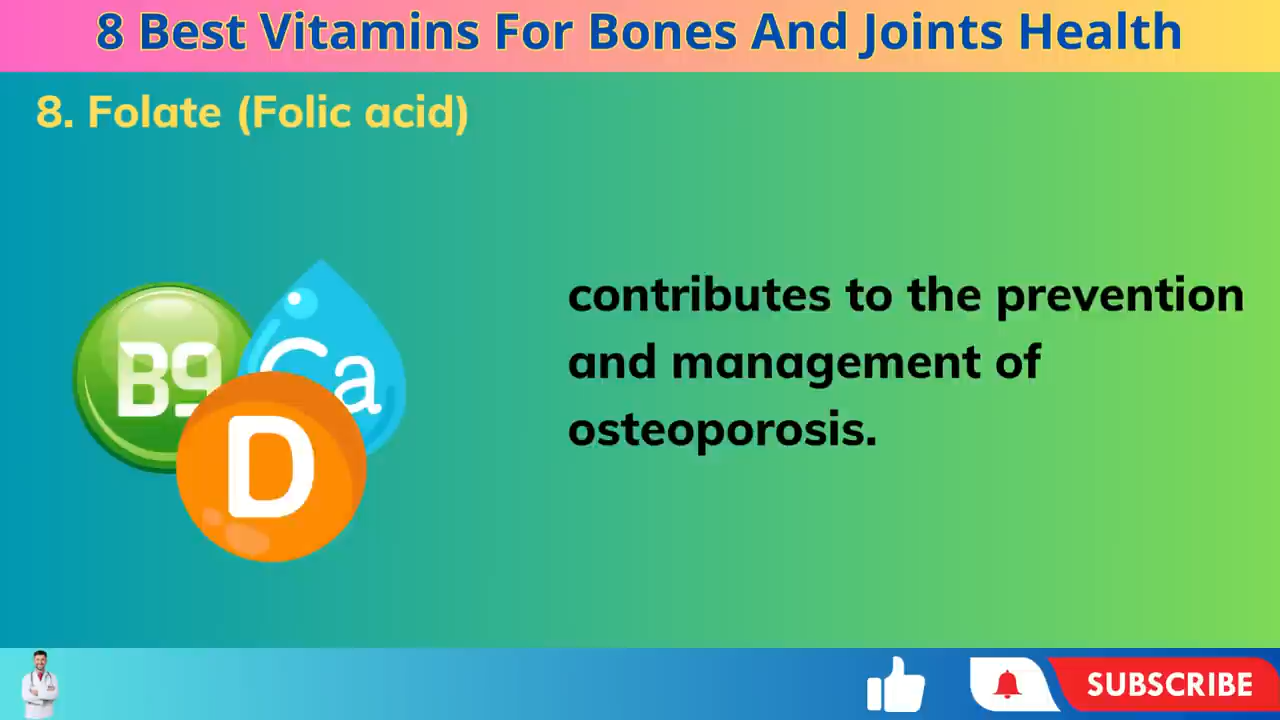 8 Best Vitamins For Bones And Joints Health
8. Folate (Folic acid)
B9
Ca
D
contributes to the prevention
and management of
osteoporosis.
SUBSCRIBE